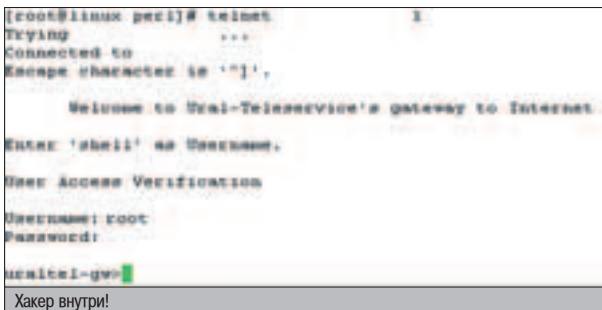 [root@linux perl]# telnet 1
Trying ...
Connected to
Escape character is '^]'.
Welcome to Ural-Teleservice's gateway to Internet
Enter 'shell' as Username.
User Access Verification
Username: root
Password:
uraltel-gw>
Хакер внутри!